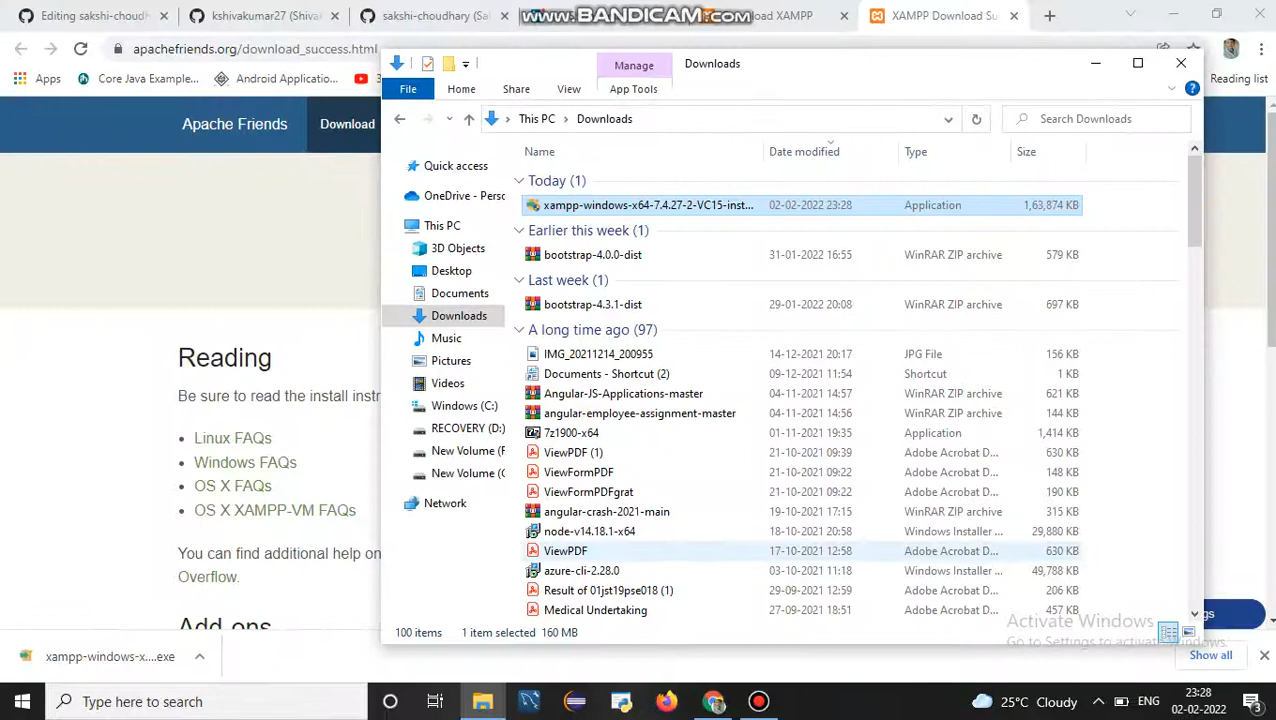 Editing sakshi-choudhary (
kshivakumar27 (Shiva
sakshi-choudhary (Sa
www.BANDICAM.com
load XAMPP
XAMPP Download Su
apachefriends.org/download_success.html
Apps
Core Java Example...
Android Applicatio...
Reading list
Apache Friends
Download
Manage
Downloads
File
Home
Share
View
App Tools
This PC
Downloads
Search Downloads
Name
Date modified
Type
Size
Quick access
OneDrive - Perso
This PC
3D Objects
Desktop
Documents
Downloads
Music
Pictures
Videos
Windows (C:)
RECOVERY (D:)
New Volume (F
New Volume (
Network
Today (1)
xampp-windows-x64-7.4.27-2-VC15-inst... 02-02-2022 23:28 Application 1,63,874 KB
Earlier this week (1)
bootstrap-4.0.0-dist 31-01-2022 16:55 WinRAR ZIP archive 579 KB
Last week (1)
bootstrap-4.3.1-dist 29-01-2022 20:08 WinRAR ZIP archive 697 KB
A long time ago (97)
IMG_20211214_200955 14-12-2021 20:17 JPG File 156 KB
Documents - Shortcut (2) 09-12-2021 11:54 Shortcut 1 KB
Angular-JS-Applications-master 04-11-2021 14:57 WinRAR ZIP archive 621 KB
angular-employee-assignment-master 04-11-2021 14:56 WinRAR ZIP archive 144 KB
7z1900-x64 01-11-2021 19:35 Application 1,414 KB
ViewPDF (1) 21-10-2021 09:39 Adobe Acrobat D... 630 KB
ViewFormPDF 21-10-2021 09:22 Adobe Acrobat D... 148 KB
ViewFormPDFgrat 21-10-2021 09:22 Adobe Acrobat D... 190 KB
angular-crash-2021-main 19-10-2021 17:15 WinRAR ZIP archive 315 KB
node-v14.18.1-x64 18-10-2021 20:58 Windows Installer ... 29,880 KB
ViewPDF 17-10-2021 12:58 Adobe Acrobat D... 630 KB
azure-cli-2.28.0 03-10-2021 11:18 Windows Installer ... 49,788 KB
Result of 01jst19pse018 (1) 29-09-2021 12:59 Adobe Acrobat D... 206 KB
Medical Undertaking 27-09-2021 18:51 Adobe Acrobat D... 457 KB
100 items 1 item selected 160 MB
Reading
Be sure to read the install instr
• Linux FAQs
• Windows FAQs
• OS X FAQs
• OS X XAMPP-VM FAQs
You can find additional help on
Overflow.
Add-ons
gs
Activate Windows
Go to Settings to activate Windows.
xampp-windows-x....exe
Show all
Type here to search
25°C Cloudy
ENG
23:28
02-02-2022
3